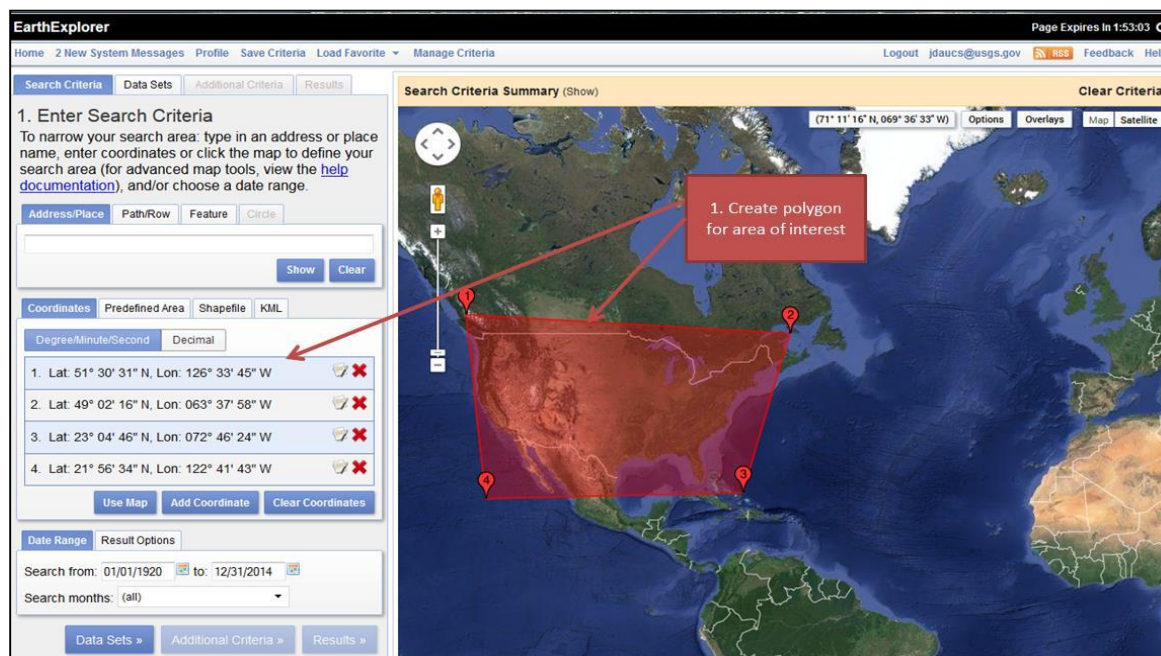 EarthExplorer
Page Expires In 1:53:03
Home 2 New System Messages Profile Save Criteria Load Favorite Manage Criteria
Logout jdaucs@usgs.gov RSS Feedback
Search Criteria Data Sets Additional Criteria Results
1. Enter Search Criteria
To narrow your search area: type in an address or place
name, enter coordinates or click the map to define your
search area (for advanced map tools, view the help
documentation), and/or choose a date range.
Address/Place Path/Row Feature Circle
Show Clear
Coordinates Predefined Area Shapefile KML
Degree/Minute/Second Decimal
1. Lat: 51° 30' 31" N, Lon: 126° 33' 45" W
2. Lat: 49° 02' 16" N, Lon: 063° 37' 58" W
3. Lat: 23° 04' 46" N, Lon: 072° 46' 24" W
4. Lat: 21° 56' 34" N, Lon: 122° 41' 43" W
Use Map Add Coordinate Clear Coordinates
Date Range Result Options
Search from: 01/01/1920 to: 12/31/2014
Search months: (all)
Data Sets » Additional Criteria » Results »
Search Criteria Summary (Show)
Clear Criteria
(71° 11' 16" N, 069° 36' 33" W) Options Overlays Map Satellite
1. Create polygon
for area of interest
1
2
3
4